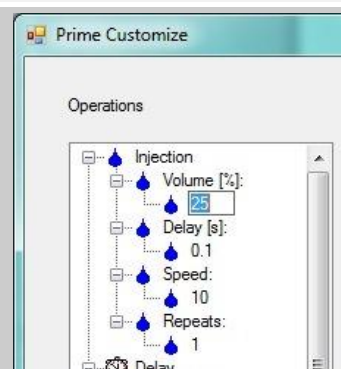 Prime Customize
Operations
Injection
Volume [%]:
25
Delay [s]:
0.1
Speed:
10
Repeats:
1
Delay